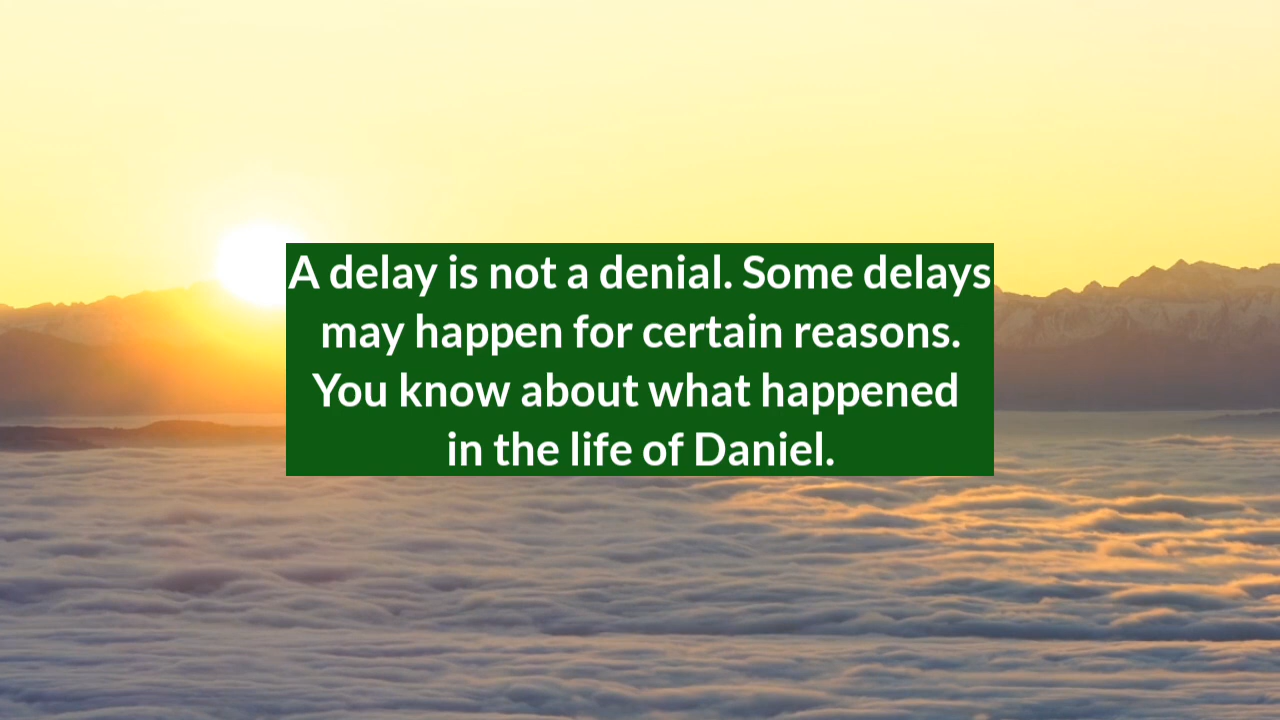 A delay is not a denial. Some delays
may happen for certain reasons.
You know about what happened
in the life of Daniel.